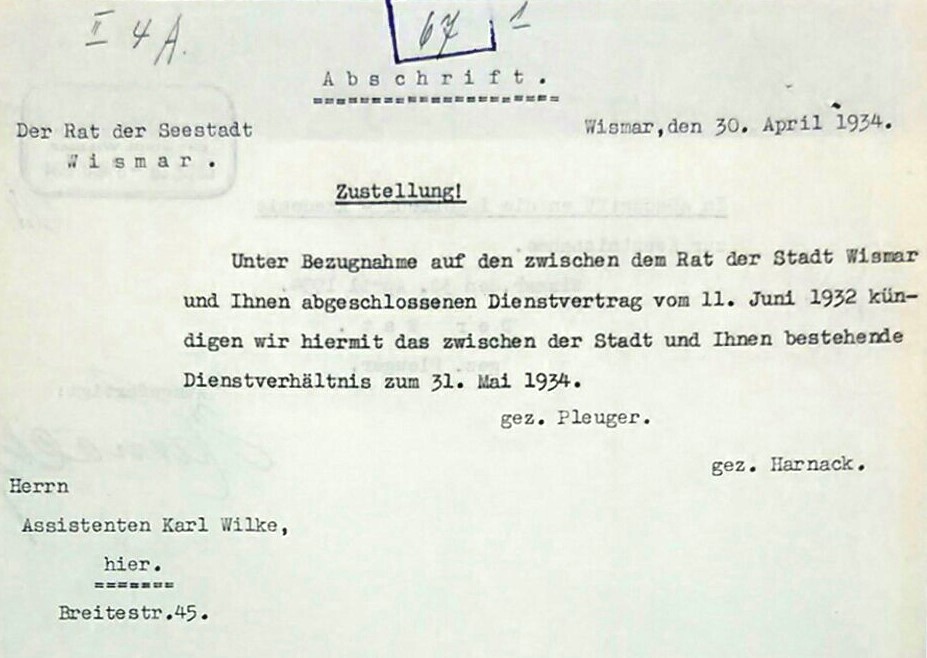 II 4 A.
67 1
Abschrift.
Der Rat der Seestadt
Wismar.
Wismar,den 30. April 1934.
Zustellung!
Unter Bezugnahme auf den zwischen dem Rat der Stadt Wismar
und Ihnen abgeschlossenen Dienstvertrag vom 11. Juni 1932 kün-
digen wir hiermit das zwischen der Stadt und Ihnen bestehende
Dienstverhältnis zum 31. Mai 1934.
gez. Pleuger.
gez. Harnack.
Herrn
Assistenten Karl Wilke,
hier.
Breitestr.45.